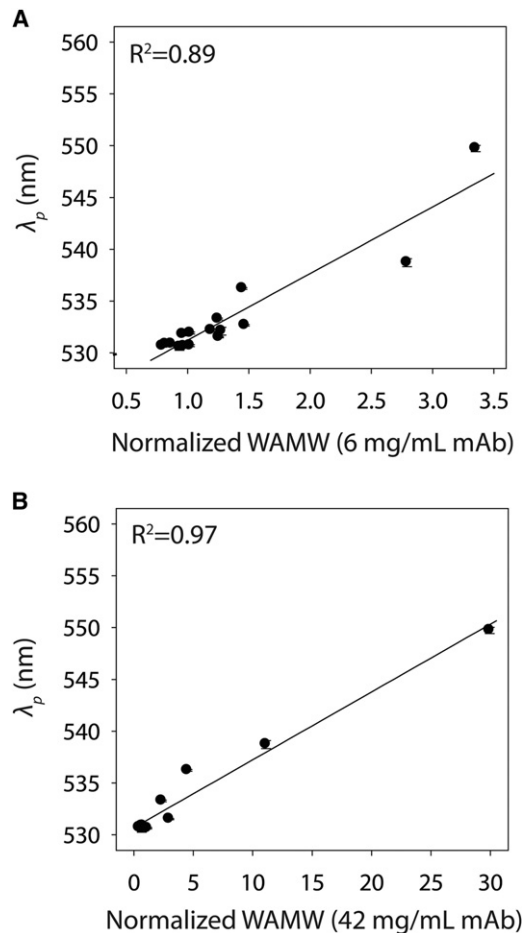 A
R²=0.89
560
555
550
545
540
535
530
λp (nm)
0.5 1.0 1.5 2.0 2.5 3.0 3.5
Normalized WAMW (6 mg/mL mAb)
B
R²=0.97
560
555
550
545
540
535
530
λp (nm)
0 5 10 15 20 25 30
Normalized WAMW (42 mg/mL mAb)